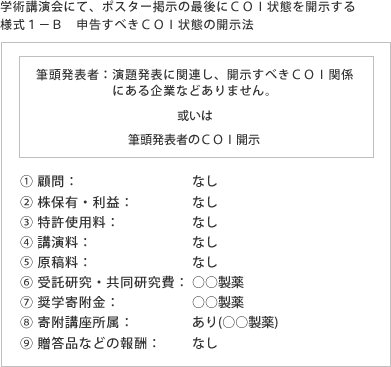 学術講演会にて、ポスター掲示の最後にＣＯＩ状態を開示する
様式１－Ｂ　申告すべきＣＯＩ状態の開示法
筆頭発表者：演題発表に関連し、開示すべきＣＯＩ関係
にある企業などありません。
或いは
筆頭発表者のＣＯＩ開示
① 顧問： なし
② 株保有・利益： なし
③ 特許使用料： なし
④ 講演料： なし
⑤ 原稿料： なし
⑥ 受託研究・共同研究費： ○○製薬
⑦ 奨学寄附金： ○○製薬
⑧ 寄附講座所属： あり(○○製薬)
⑨ 贈答品などの報酬： なし